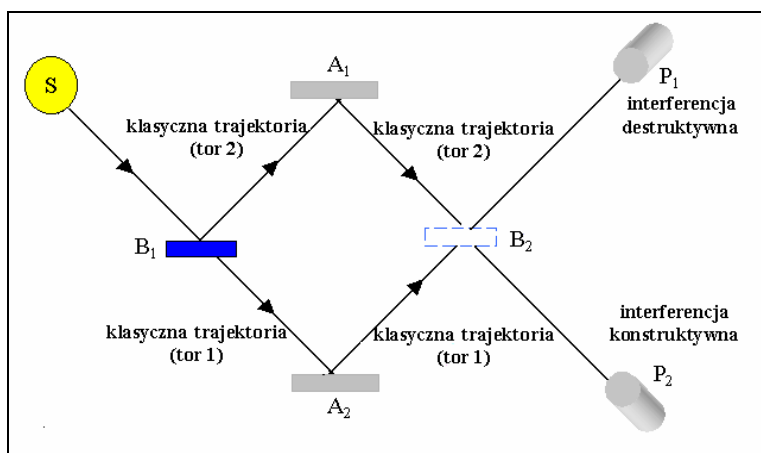 S
A1
P1
klasyczna trajektoria
(tor 2)
klasyczna trajektoria
(tor 2)
interferencja
destruktywna
B1
B2
klasyczna trajektoria
(tor 1)
klasyczna trajektoria
(tor 1)
interferencja
konstruktywna
A2
P2